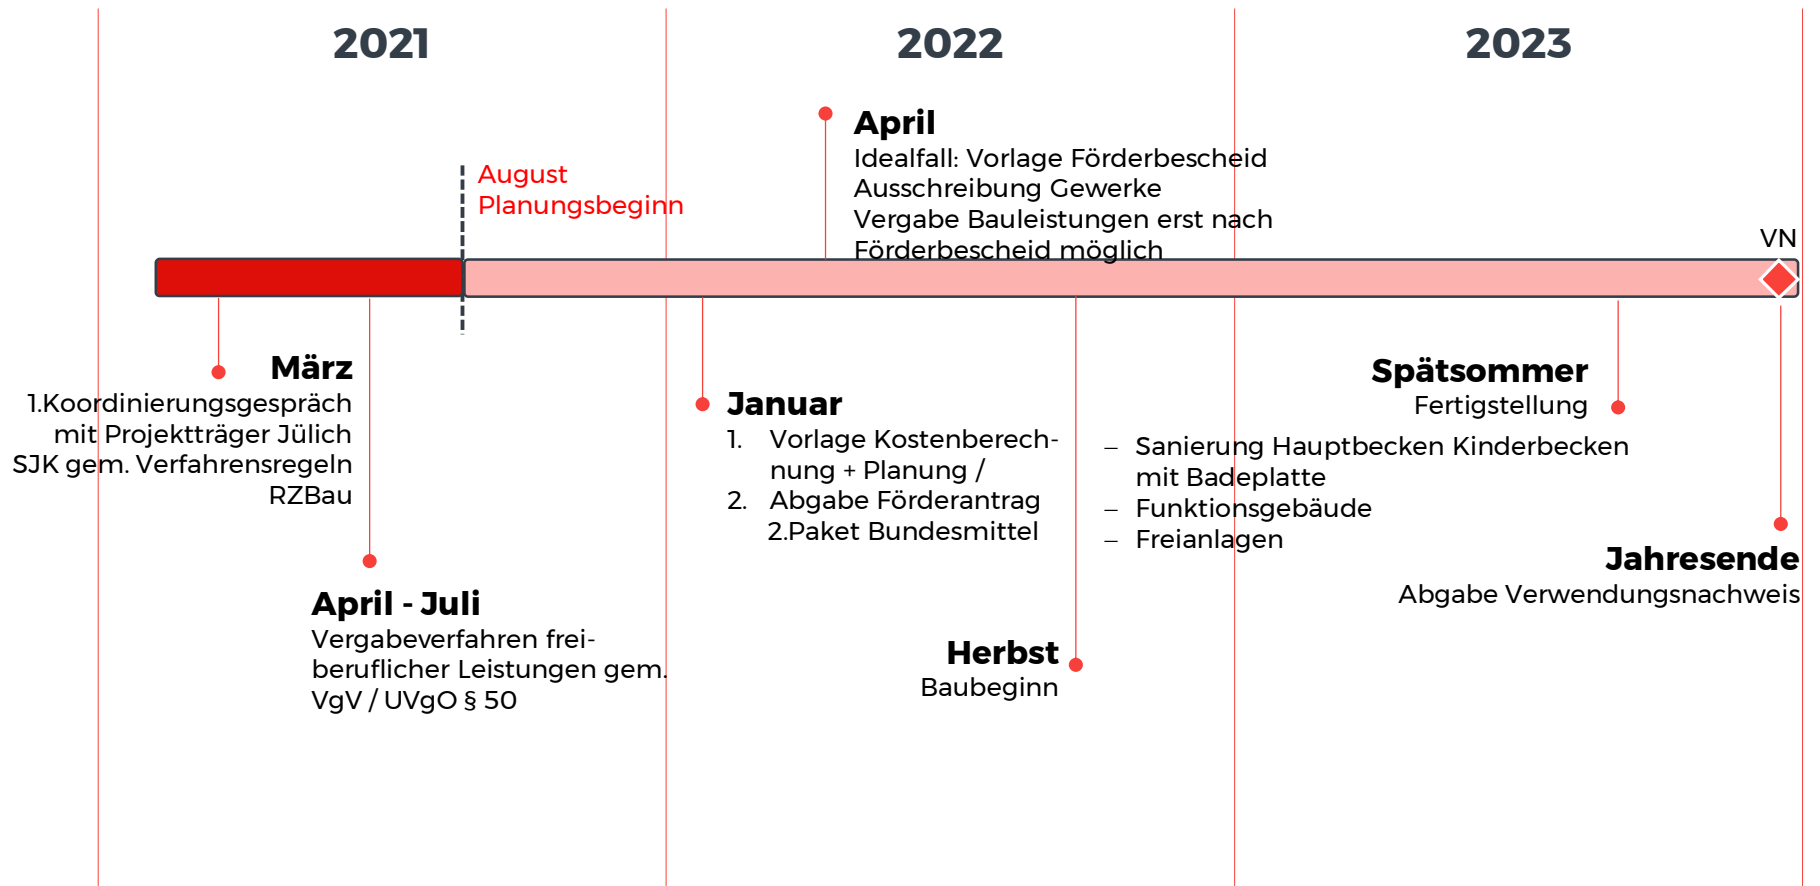 2021
2022
2023
April
Idealfall: Vorlage Förderbescheid
Ausschreibung Gewerke
Vergabe Bauleistungen erst nach
Förderbescheid möglich
August
Planungsbeginn
VN
März
1.Koordinierungsgespräch
mit Projektträger Jülich
SJK gem. Verfahrensregeln
RZBau
April - Juli
Vergabeverfahren frei-
beruflicher Leistungen gem.
VgV / UVgO § 50
Januar
1. Vorlage Kostenberech-
nung + Planung /
2. Abgabe Förderantrag
2.Paket Bundesmittel
Herbst
Baubeginn
Spätsommer
Fertigstellung
– Sanierung Hauptbecken Kinderbecken
mit Badeplatte
– Funktionsgebäude
– Freianlagen
Jahresende
Abgabe Verwendungsnachweis